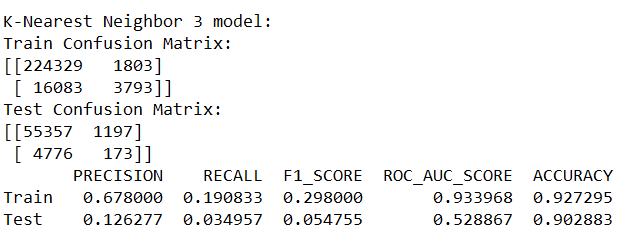 K-Nearest Neighbor 3 model:
Train Confusion Matrix:
[[224329   1803]
 [ 16083   3793]]
Test Confusion Matrix:
[[55357  1197]
 [ 4776   173]]
       PRECISION    RECALL  F1_SCORE  ROC_AUC_SCORE  ACCURACY
Train   0.678000  0.190833  0.298000       0.933968  0.927295
Test    0.126277  0.034957  0.054755       0.528867  0.902883